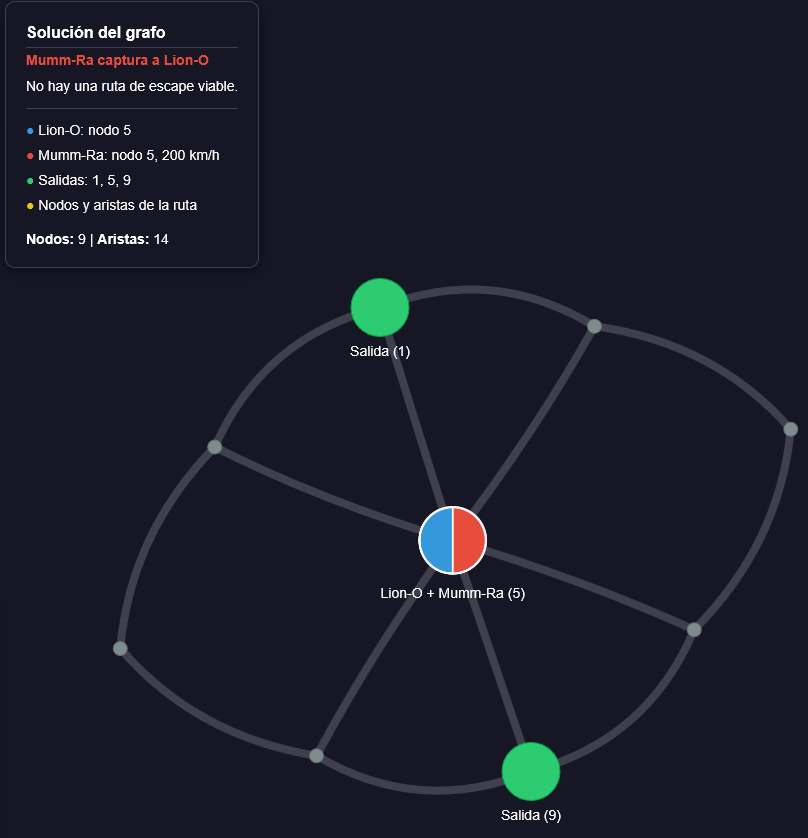 Solución del grafo
Mumm-Ra captura a Lion-O
No hay una ruta de escape viable.
Lion-O: nodo 5
Mumm-Ra: nodo 5, 200 km/h
Salidas: 1, 5, 9
Nodos y aristas de la ruta
Nodos: 9 | Aristas: 14
Salida (1)
Lion-O + Mumm-Ra (5)
Salida (9)